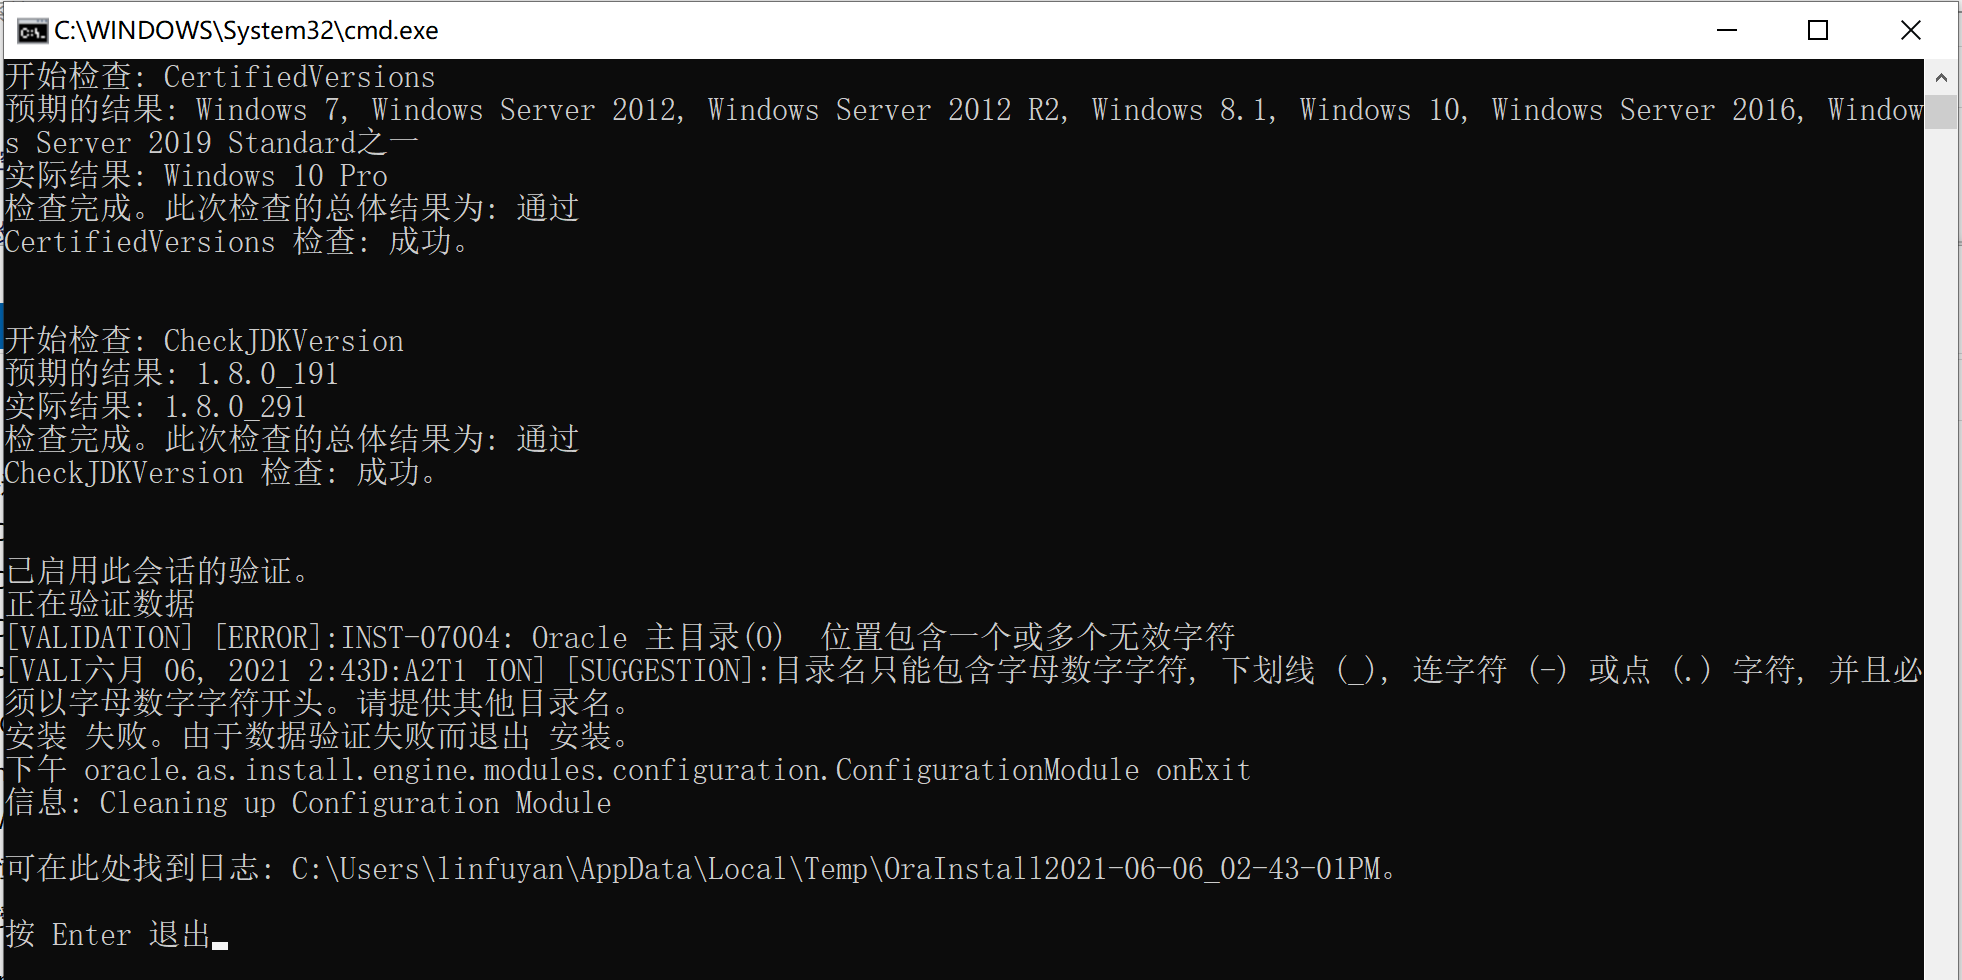 C:\WINDOWS\System32\cmd.exe
开始检查: CertifiedVersions
预期的结果: Windows 7, Windows Server 2012, Windows Server 2012 R2, Windows 8.1, Windows 10, Windows Server 2016, Window
s Server 2019 Standard之一
实际结果: Windows 10 Pro
检查完成。此次检查的总体结果为: 通过
CertifiedVersions 检查: 成功。
开始检查: CheckJDKVersion
预期的结果: 1.8.0_191
实际结果: 1.8.0_291
检查完成。此次检查的总体结果为: 通过
CheckJDKVersion 检查: 成功。
已启用此会话的验证。
正在验证数据
[VALIDATION] [ERROR]:INST-07004: Oracle 主目录(O)  位置包含一个或多个无效字符
[VALI六月 06, 2021 2:43D:A2T1 ION] [SUGGESTION]:目录名只能包含字母数字字符, 下划线 (_), 连字符 (-) 或点 (.) 字符, 并且必
须以字母数字字符开头。请提供其他目录名。
安装 失败。由于数据验证失败而退出 安装。
下午 oracle.as.install.engine.modules.configuration.ConfigurationModule onExit
信息: Cleaning up Configuration Module
可在此处找到日志: C:\Users\linfuyan\AppData\Local\Temp\OraInstall2021-06-06_02-43-01PM。
按 Enter 退出